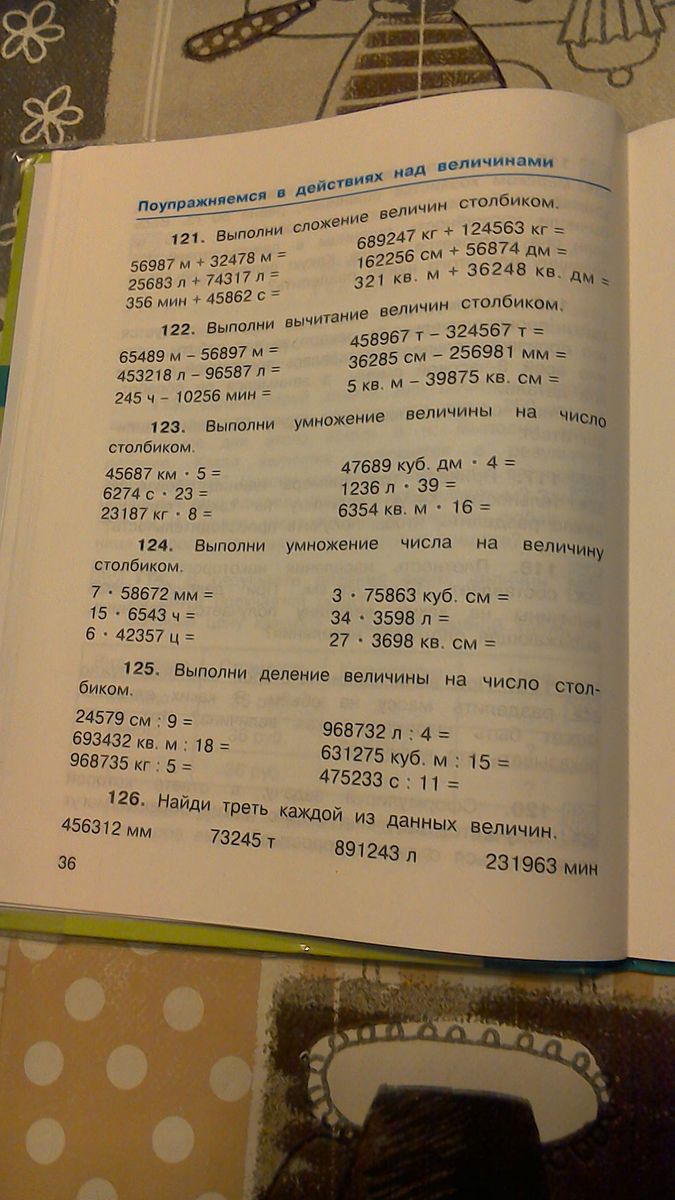 Поупражняемся в действиях над величинами
121. Выполни сложение величин столбиком.
56987 м + 32478 м = 689247 кг + 124563 кг =
25683 л + 74317 л = 162256 см + 56874 дм =
356 мин + 45862 с = 321 кв. м + 36248 кв. дм =
122. Выполни вычитание величин столбиком.
65489 м – 56897 м = 458967 т – 324567 т =
453218 л – 96587 л = 36285 см – 256981 мм =
245 ч – 10256 мин = 5 кв. м – 39875 кв. см =
123. Выполни умножение величины на число
столбиком.
45687 км · 5 = 47689 куб. дм · 4 =
6274 с · 23 = 1236 л · 39 =
23187 кг · 8 = 6354 кв. м · 16 =
124. Выполни умножение числа на величину
столбиком.
7 · 58672 мм = 3 · 75863 куб. см =
15 · 6543 ч = 34 · 3598 л =
6 · 42357 ц = 27 · 3698 кв. см =
125. Выполни деление величины на число стол-
биком.
24579 см : 9 = 968732 л : 4 =
693432 кв. м : 18 = 631275 куб. м : 15 =
968735 кг : 5 = 475233 с : 11 =
126. Найди треть каждой из данных величин.
456312 мм 73245 т 891243 л 231963 мин
36